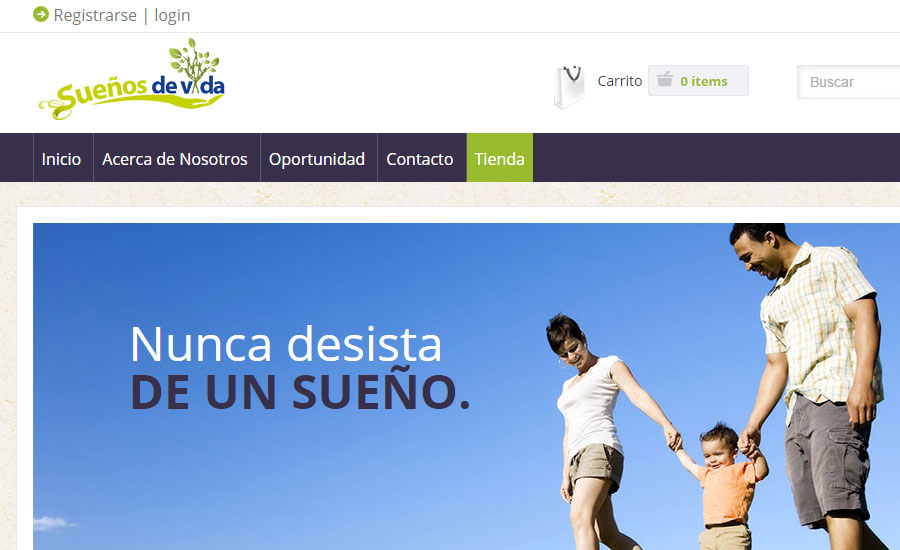 Registrarse | login
Sueños de vida
Carrito
0 items
Buscar
Inicio
Acerca de Nosotros
Oportunidad
Contacto
Tienda
Nunca desista
DE UN SUEÑO.